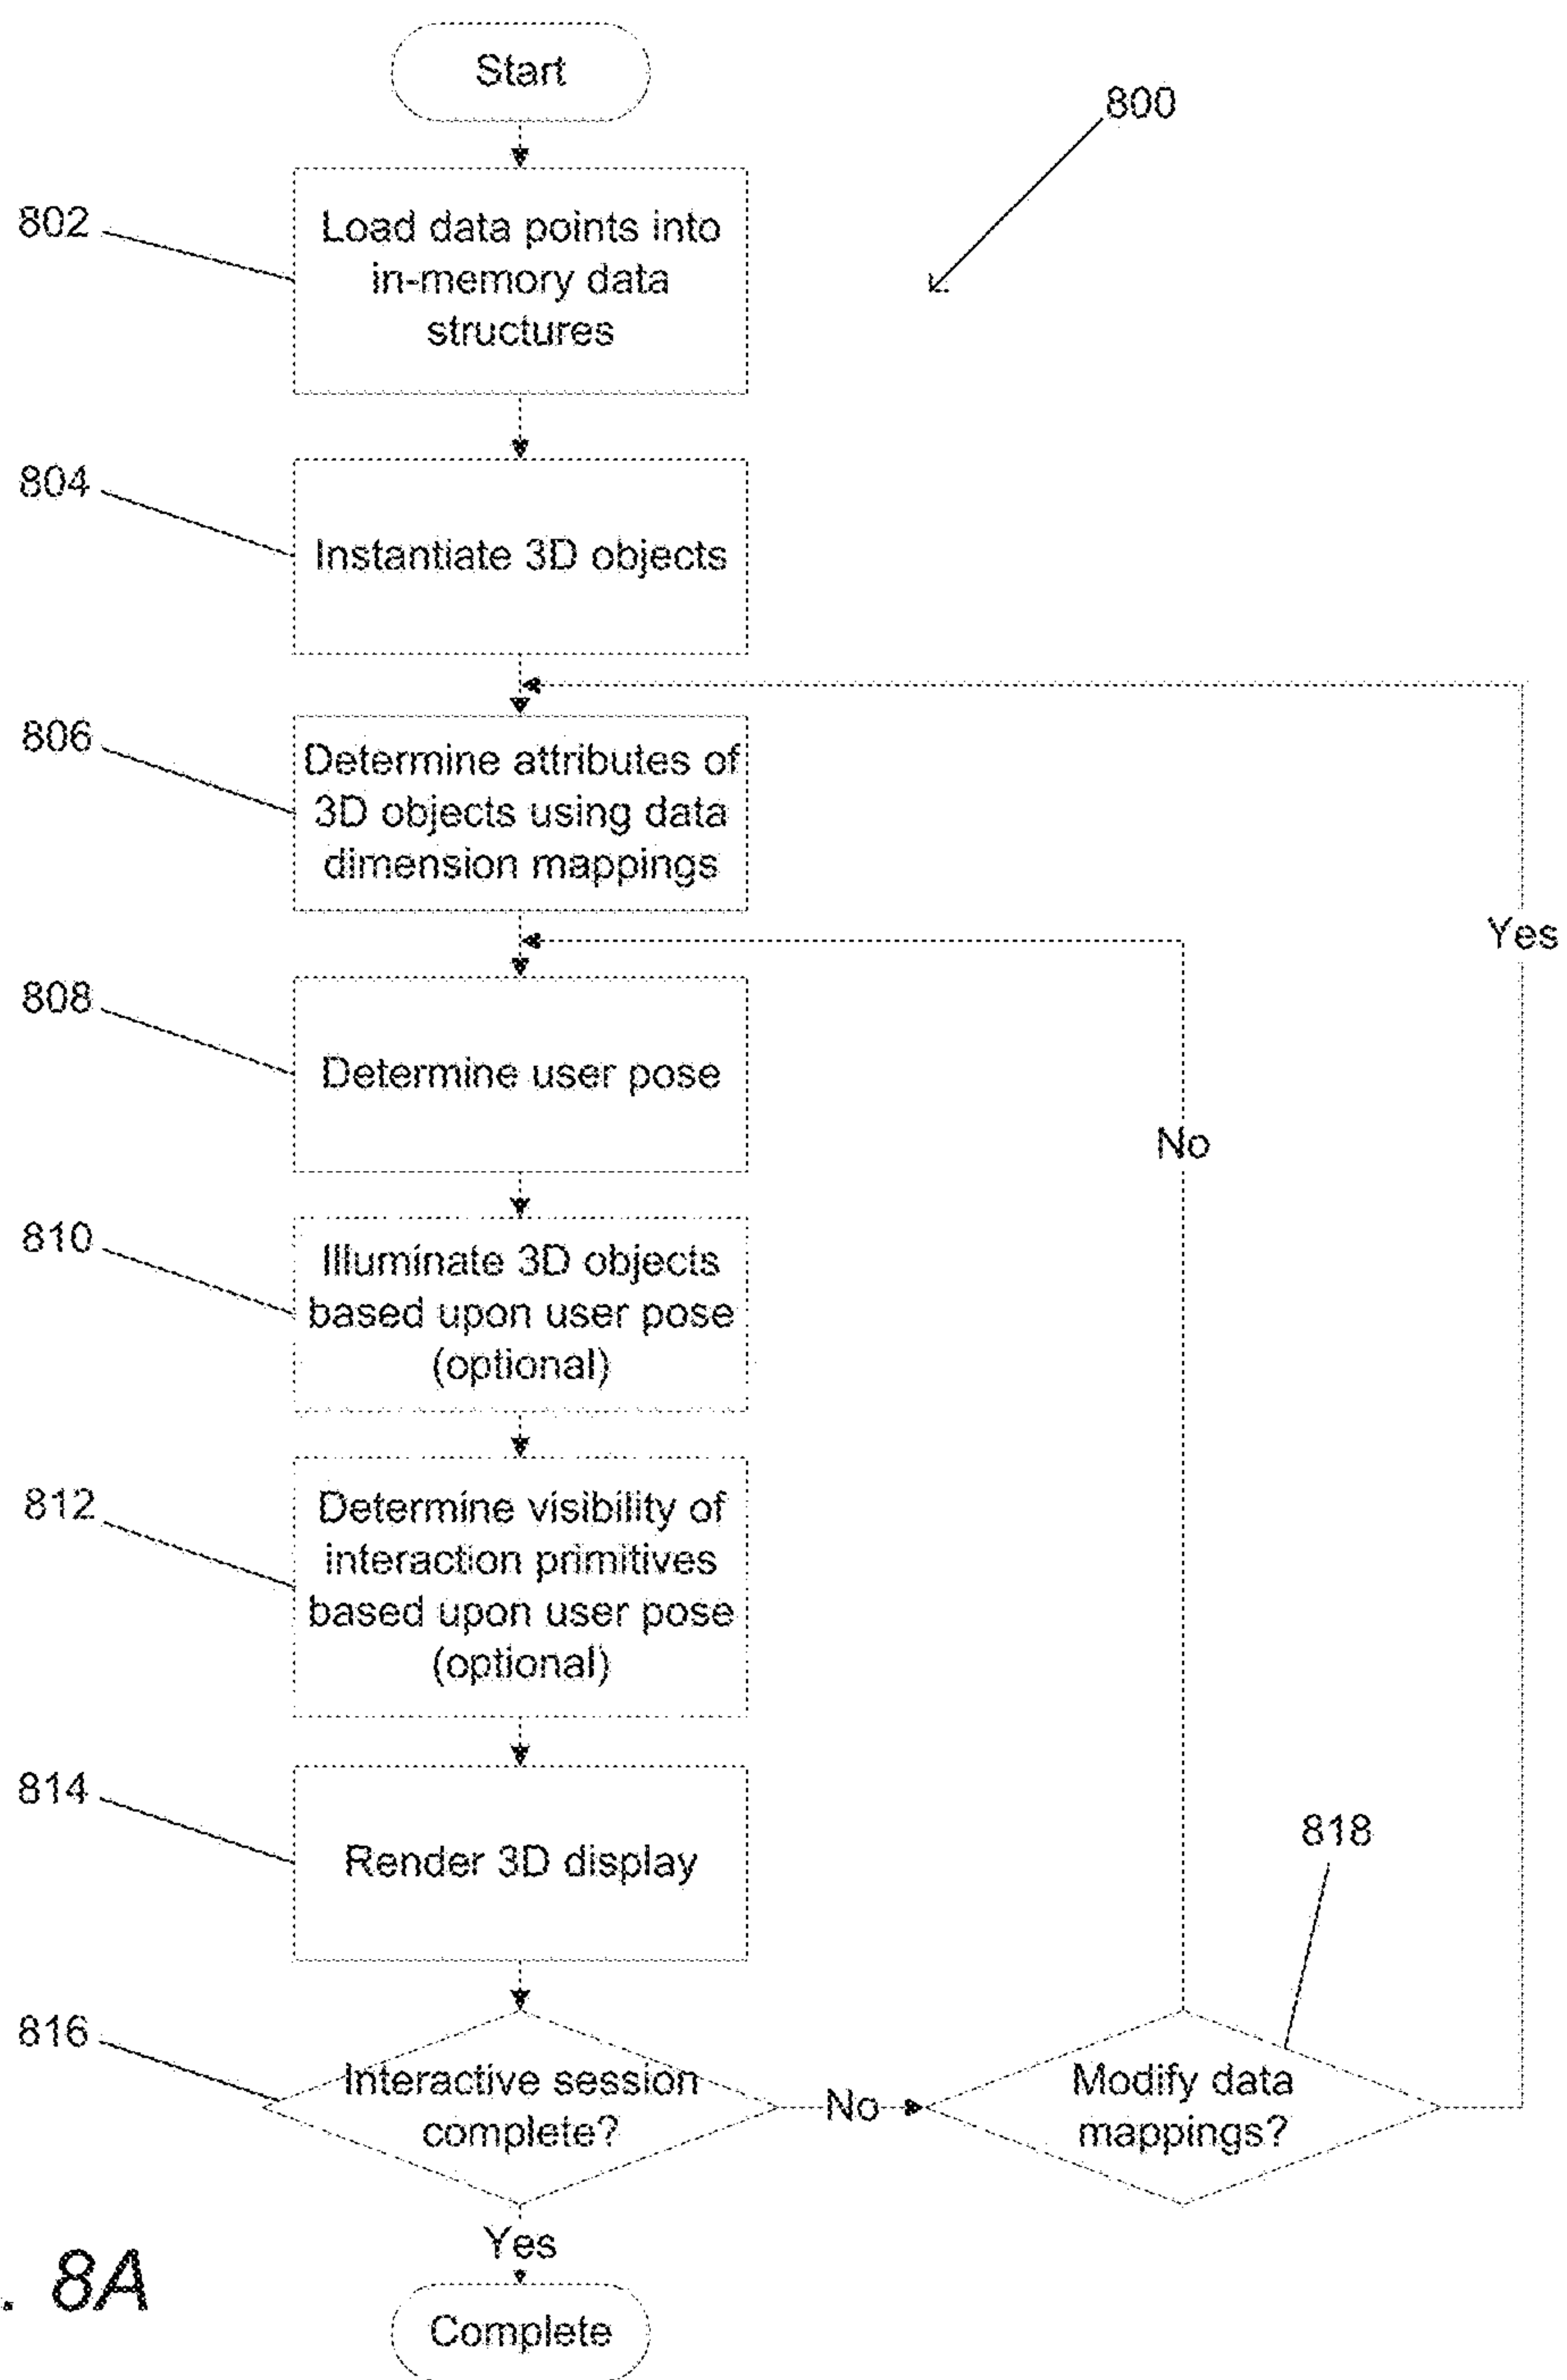 Start
800
802
Load data points into
in-memory data
structures
804
Instantiate 3D objects
806
Determine attributes of
3D objects using data
dimension mappings
Yes
808
Determine user pose
No
810
Illuminate 3D objects
based upon user pose
(optional)
812
Determine visibility of
interaction primitives
based upon user pose
(optional)
814
Render 3D display
818
816
Interactive session
complete?
No
Modify data
mappings?
Yes
. 8A
Complete